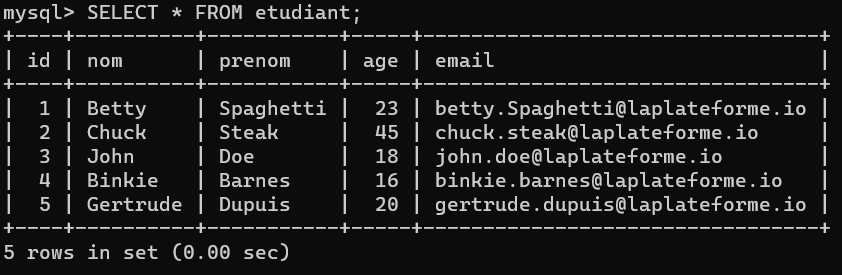 mysql> SELECT * FROM etudiant;
+----+----------+-----------+-----+--------------------------------+
| id | nom      | prenom    | age | email                          |
+----+----------+-----------+-----+--------------------------------+
|  1 | Betty    | Spaghetti |  23 | betty.Spaghetti@laplateforme.io |
|  2 | Chuck    | Steak     |  45 | chuck.steak@laplateforme.io    |
|  3 | John     | Doe       |  18 | john.doe@laplateforme.io       |
|  4 | Binkie   | Barnes    |  16 | binkie.barnes@laplateforme.io  |
|  5 | Gertrude | Dupuis    |  20 | gertrude.dupuis@laplateforme.io |
+----+----------+-----------+-----+--------------------------------+
5 rows in set (0.00 sec)